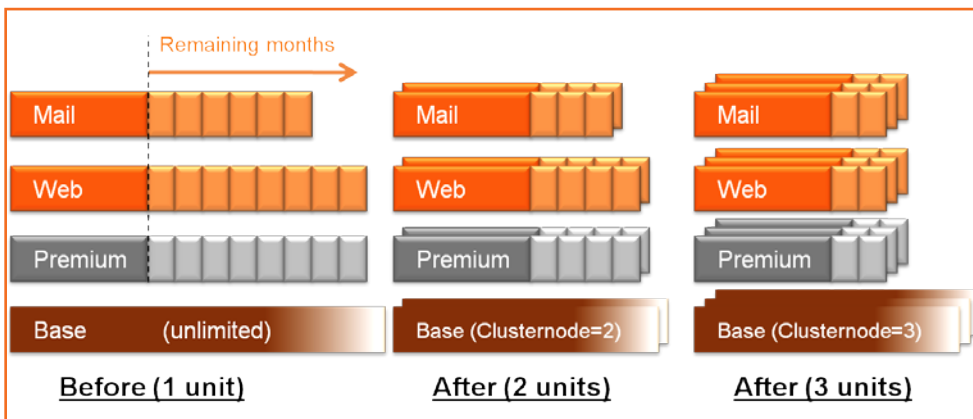 Remaining months
Mail
Mail
Mail
Web
Web
Web
Premium
Premium
Premium
Base (unlimited)
Base (Clusternode=2)
Base (Clusternode=3)
Before (1 unit)
After (2 units)
After (3 units)